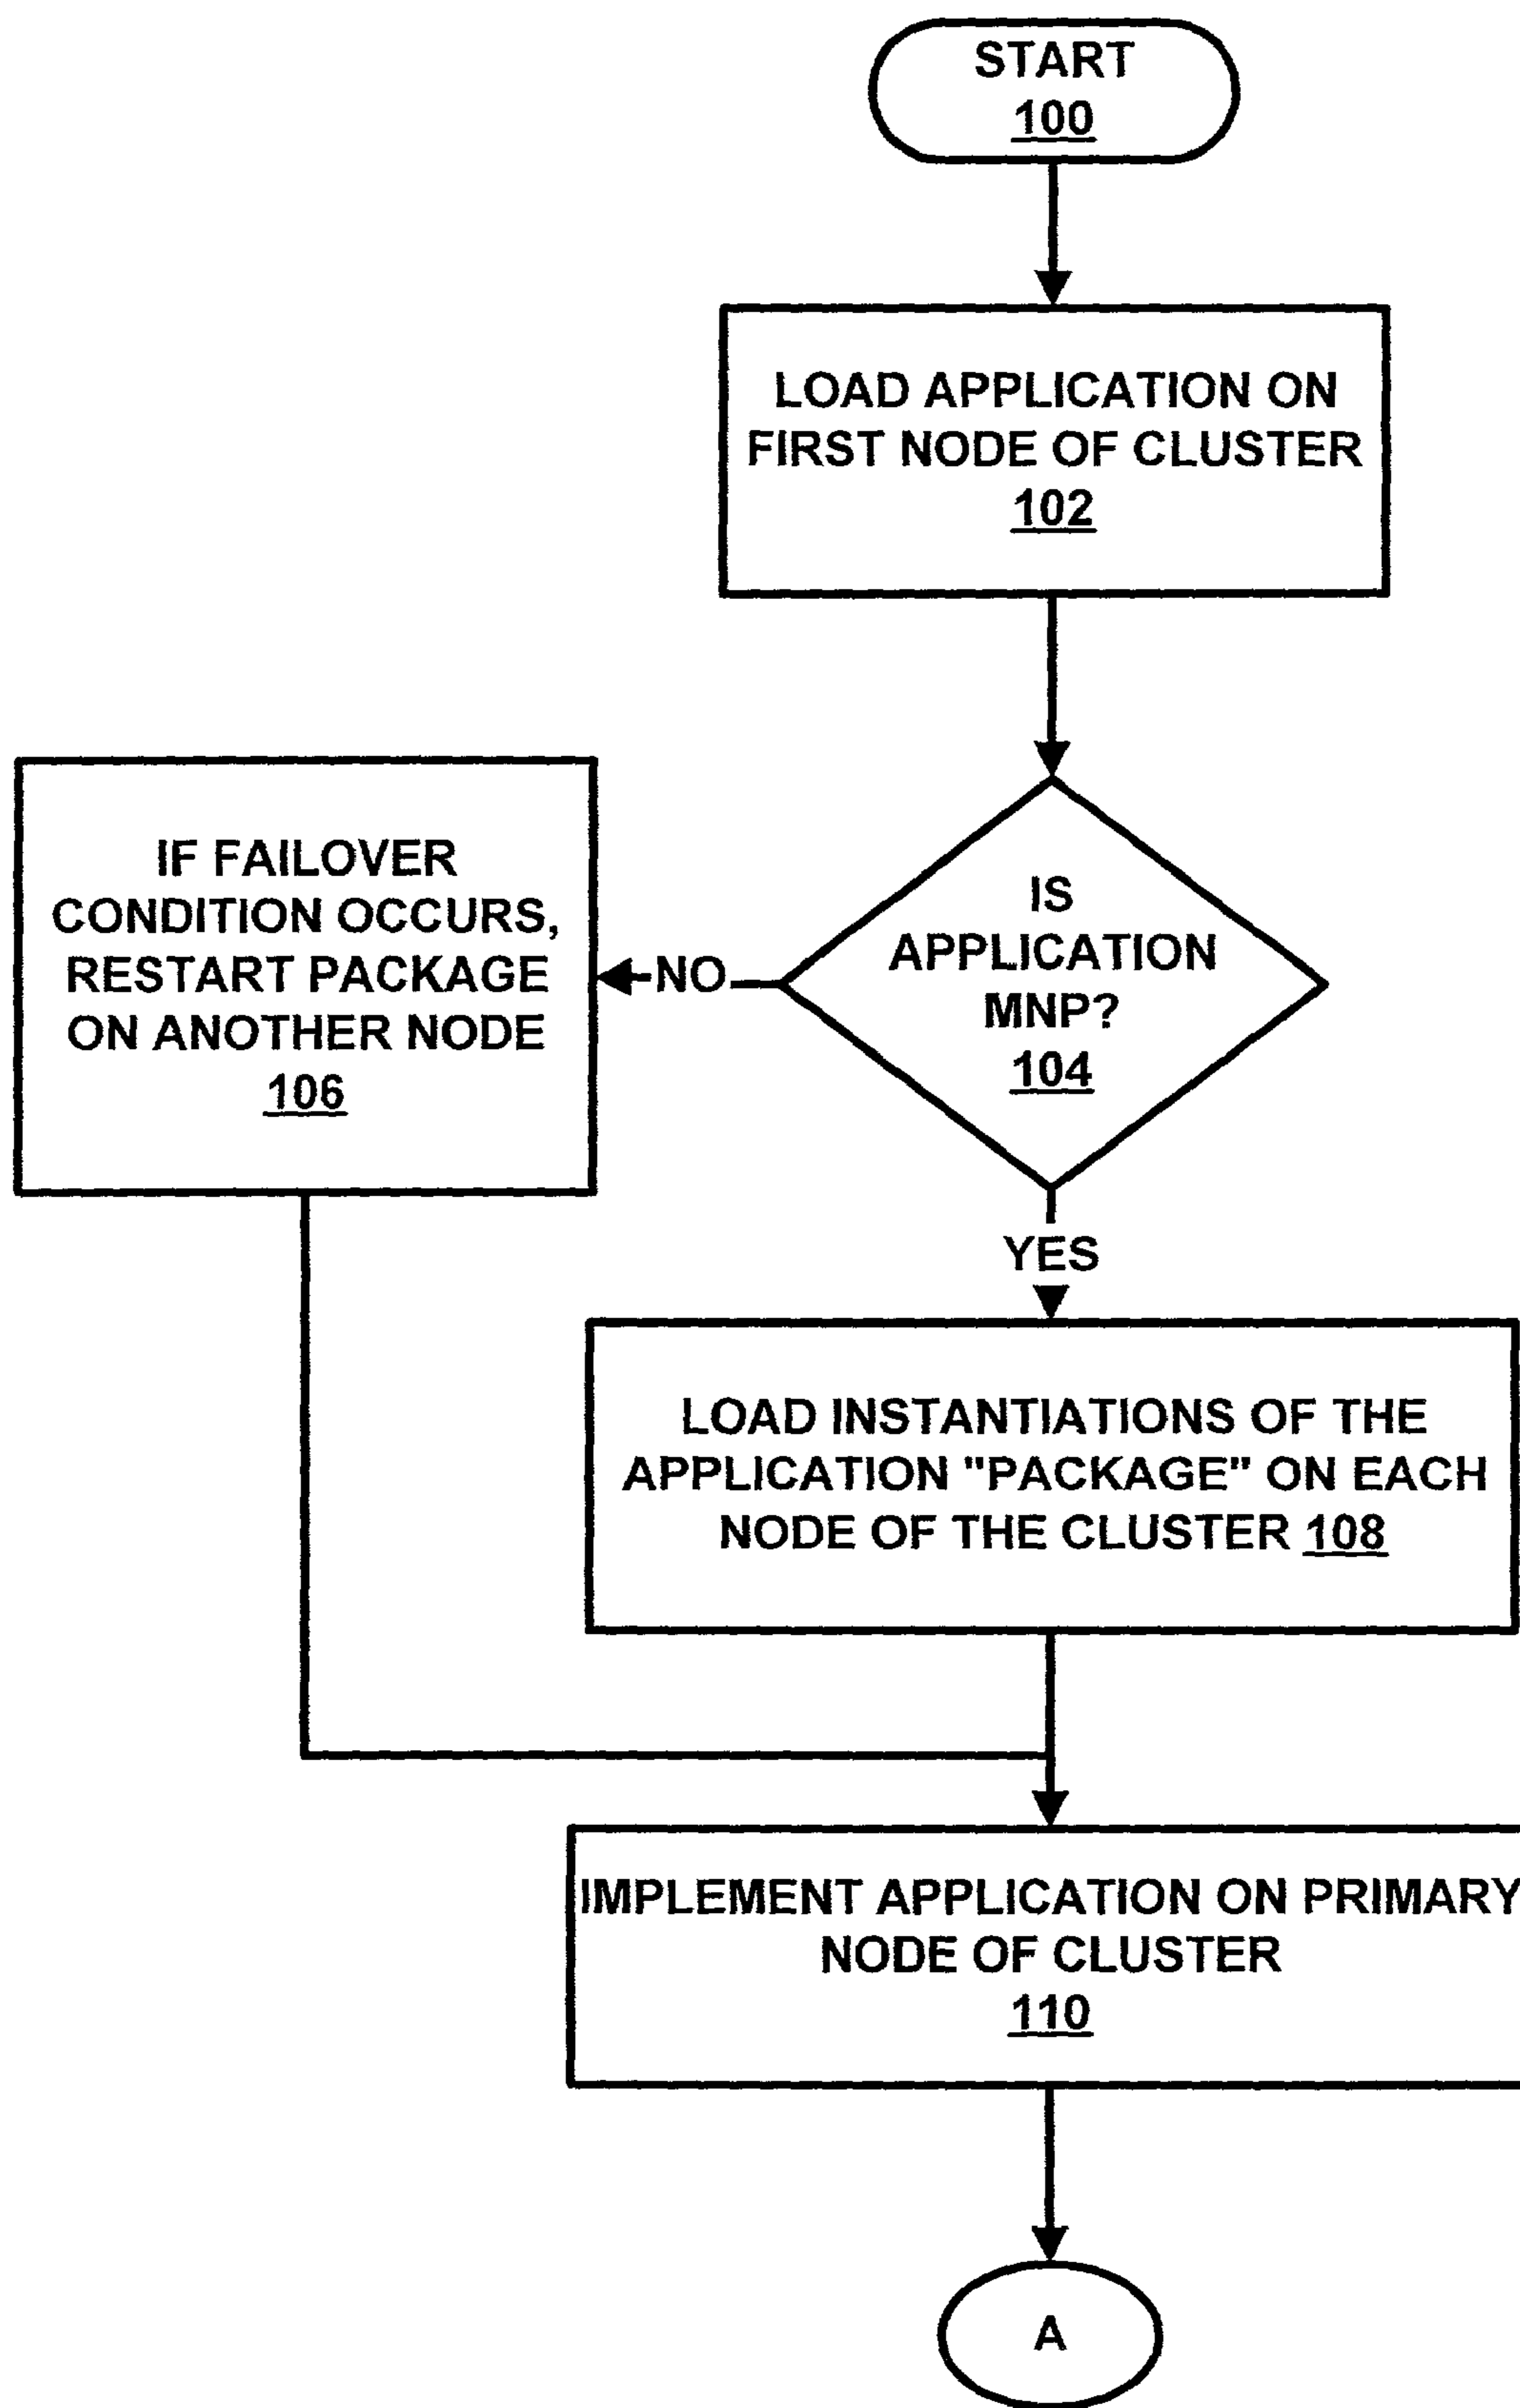 START
100
LOAD APPLICATION ON
FIRST NODE OF CLUSTER
102
IS
APPLICATION
MNP?
104
NO
IF FAILOVER
CONDITION OCCURS,
RESTART PACKAGE
ON ANOTHER NODE
106
YES
LOAD INSTANTIATIONS OF THE
APPLICATION "PACKAGE" ON EACH
NODE OF THE CLUSTER 108
IMPLEMENT APPLICATION ON PRIMARY
NODE OF CLUSTER
110
A